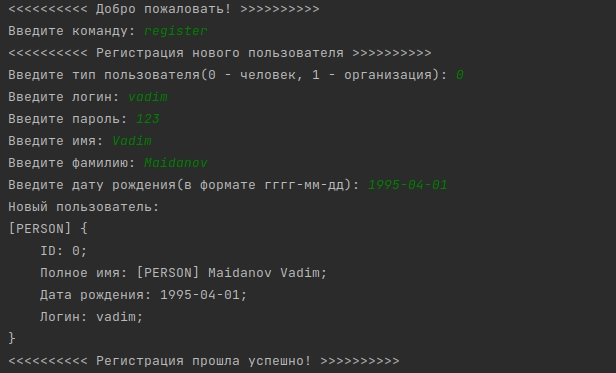 <<<<<<<<<< Добро пожаловать! >>>>>>>>>>
Введите команду: register
<<<<<<<<<< Регистрация нового пользователя >>>>>>>>>>
Введите тип пользователя(0 - человек, 1 - организация): 0
Введите логин: vadim
Введите пароль: 123
Введите имя: Vadim
Введите фамилию: Maidanov
Введите дату рождения(в формате гггг-мм-дд): 1995-04-01
Новый пользователь:
[PERSON] {
    ID: 0;
    Полное имя: [PERSON] Maidanov Vadim;
    Дата рождения: 1995-04-01;
    Логин: vadim;
}
<<<<<<<<<< Регистрация прошла успешно! >>>>>>>>>>